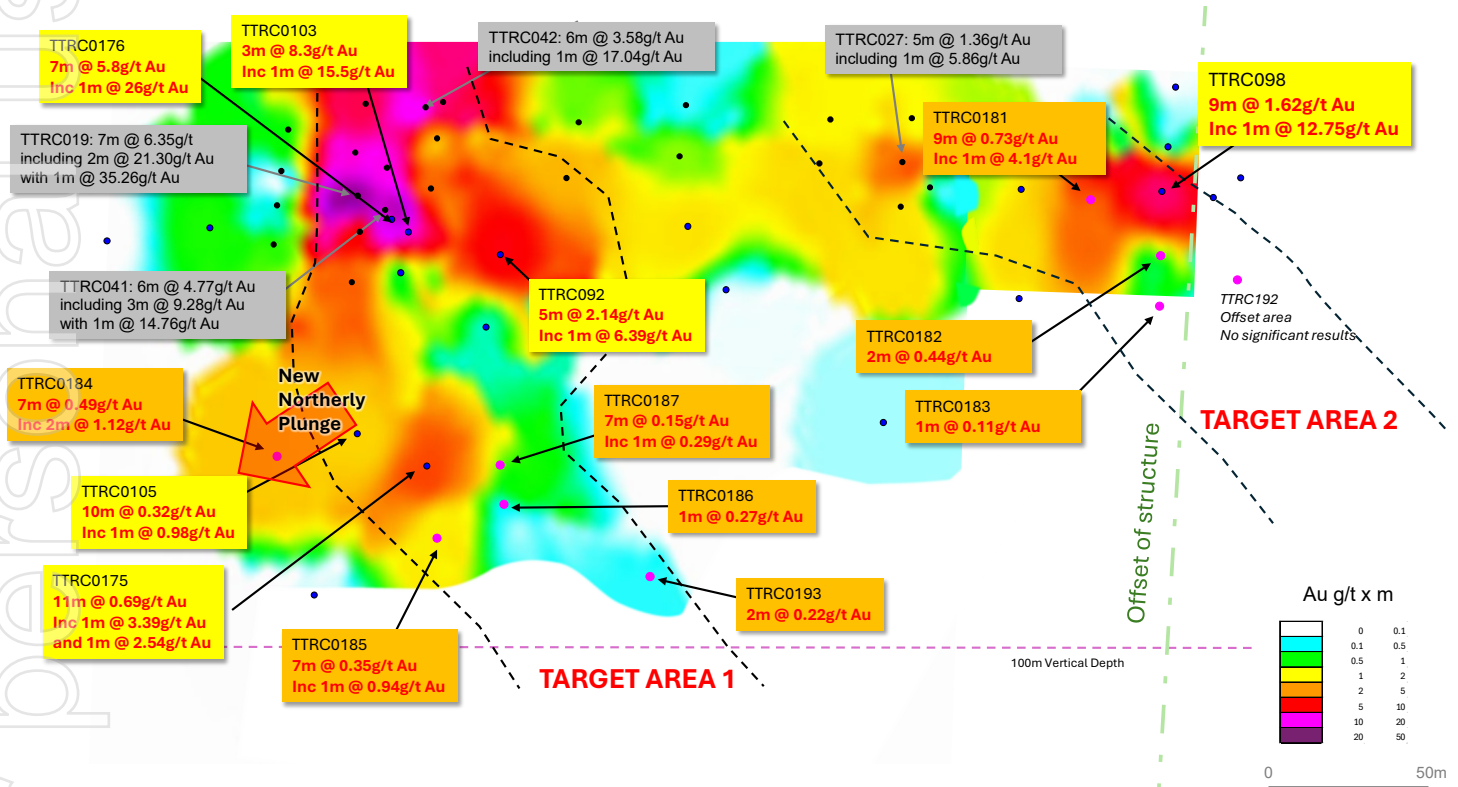 TTRC0176
7m @ 5.8g/t Au
Inc 1m @ 26g/t Au
TTRC0103
3m @ 8.3g/t Au
Inc 1m @ 15.5g/t Au
TTRC042: 6m @ 3.58g/t Au
including 1m @ 17.04g/t Au
TTRC027: 5m @ 1.36g/t Au
including 1m @ 5.86g/t Au
TTRC098
9m @ 1.62g/t Au
Inc 1m @ 12.75g/t Au
TTRC0181
9m @ 0.73g/t Au
Inc 1m @ 4.1g/t Au
TTRC019: 7m @ 6.35g/t
including 2m @ 21.30g/t Au
with 1m @ 35.26g/t Au
TTRC041: 6m @ 4.77g/t Au
including 3m @ 9.28g/t Au
with 1m @ 14.76g/t Au
TTRC092
5m @ 2.14g/t Au
Inc 1m @ 6.39g/t Au
TTRC192
Offset area
No significant results
TTRC0182
2m @ 0.44g/t Au
TTRC0184
7m @ 0.49g/t Au
Inc 2m @ 1.12g/t Au
New
Northerly
Plunge
TTRC0187
7m @ 0.15g/t Au
Inc 1m @ 0.29g/t Au
TTRC0183
1m @ 0.11g/t Au
TARGET AREA 2
TTRC0105
10m @ 0.32g/t Au
Inc 1m @ 0.98g/t Au
TTRC0186
1m @ 0.27g/t Au
Offset of structure
TTRC0175
11m @ 0.69g/t Au
Inc 1m @ 3.39g/t Au
and 1m @ 2.54g/t Au
TTRC0193
2m @ 0.22g/t Au
TTRC0185
7m @ 0.35g/t Au
Inc 1m @ 0.94g/t Au
TARGET AREA 1
100m Vertical Depth
Au g/t x m
0 0.1
0.1 0.5
0.5 1
1 2
2 5
5 10
10 20
20 50
0 50m
personal us